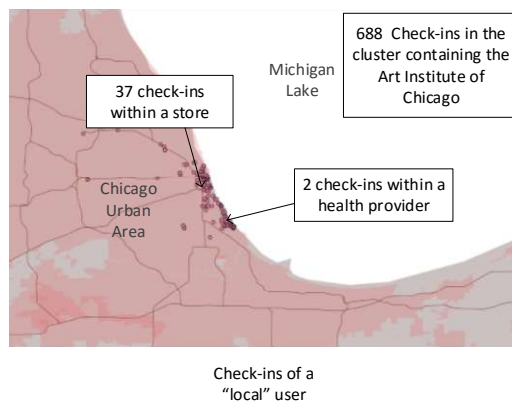 688 Check-ins in the
cluster containing the
Art Institute of
Chicago
Michigan
Lake
37 check-ins
within a store
2 check-ins within a
health provider
Chicago
Urban
Area
Check-ins of a
“local” user